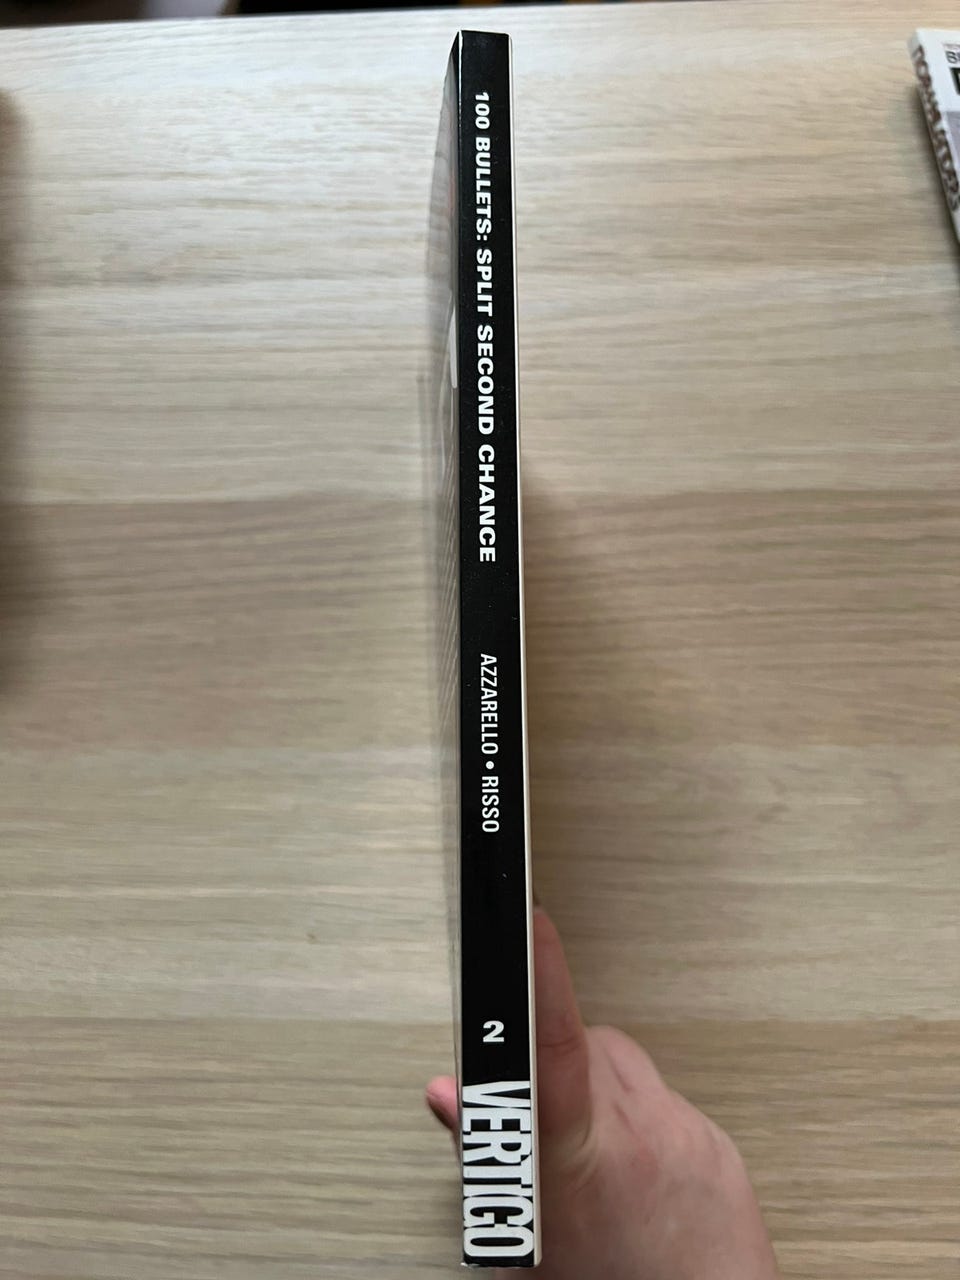 100 BULLETS: SPLIT SECOND CHANCE
AZZARELLO • RISSO
2
VERTIGO